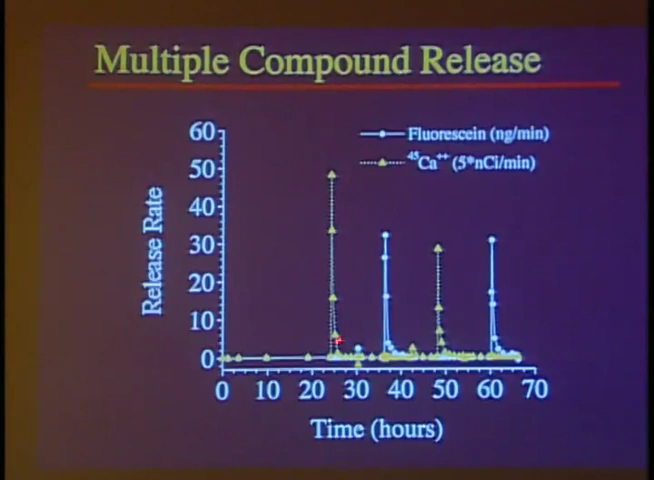 Multiple Compound Release
Fluorescein (ng/min)
⁴⁵Ca⁺⁺ (5*nCi/min)
60
50
40
30
20
10
0
Release Rate
0 10 20 30 40 50 60 70
Time (hours)